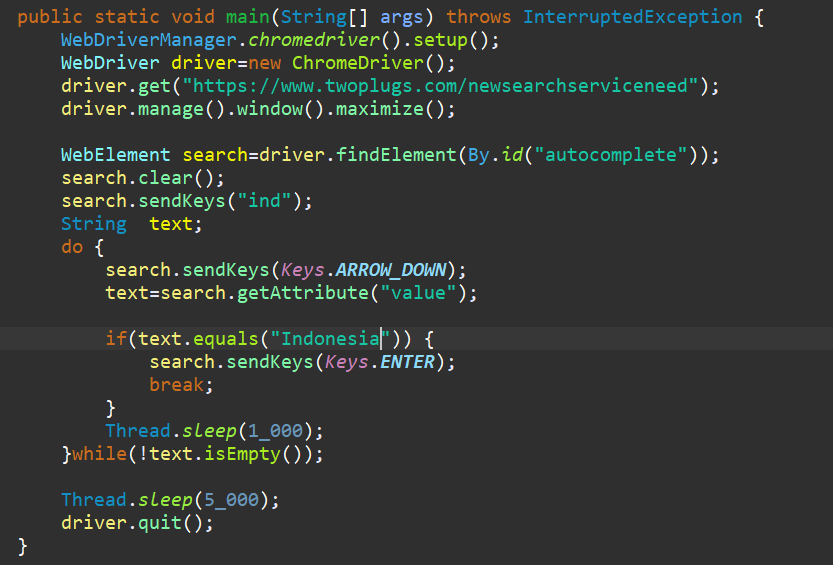 public static void main(String[] args) throws InterruptedException {
    WebDriverManager.chromedriver().setup();
    WebDriver driver=new ChromeDriver();
    driver.get("https://www.twoplugs.com/newsearchserviceneed");
    driver.manage().window().maximize();

    WebElement search=driver.findElement(By.id("autocomplete"));
    search.clear();
    search.sendKeys("ind");
    String  text;
    do {
        search.sendKeys(Keys.ARROW_DOWN);
        text=search.getAttribute("value");

        if(text.equals("Indonesia")) {
            search.sendKeys(Keys.ENTER);
            break;
        }
        Thread.sleep(1_000);
    }while(!text.isEmpty());

    Thread.sleep(5_000);
    driver.quit();
}